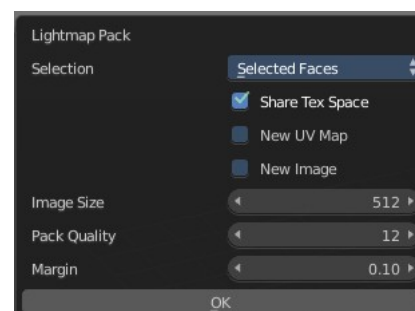 Lightmap Pack
Selection Selected Faces
Share Tex Space
New UV Map
New Image
Image Size 512
Pack Quality 12
Margin 0.10
OK